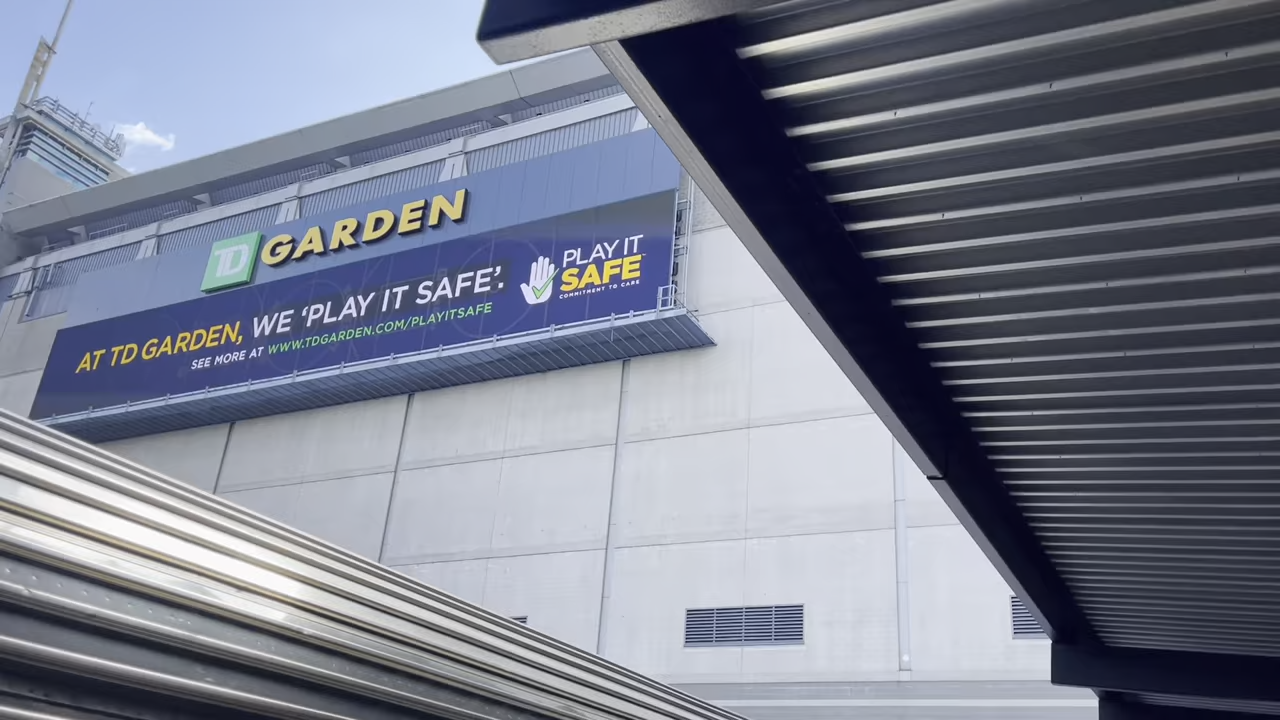 TD GARDEN
AT TD GARDEN, WE ‘PLAY IT SAFE’.
SEE MORE AT WWW.TDGARDEN.COM/PLAYITSAFE
PLAY IT
SAFE
COMMITMENT TO CARE